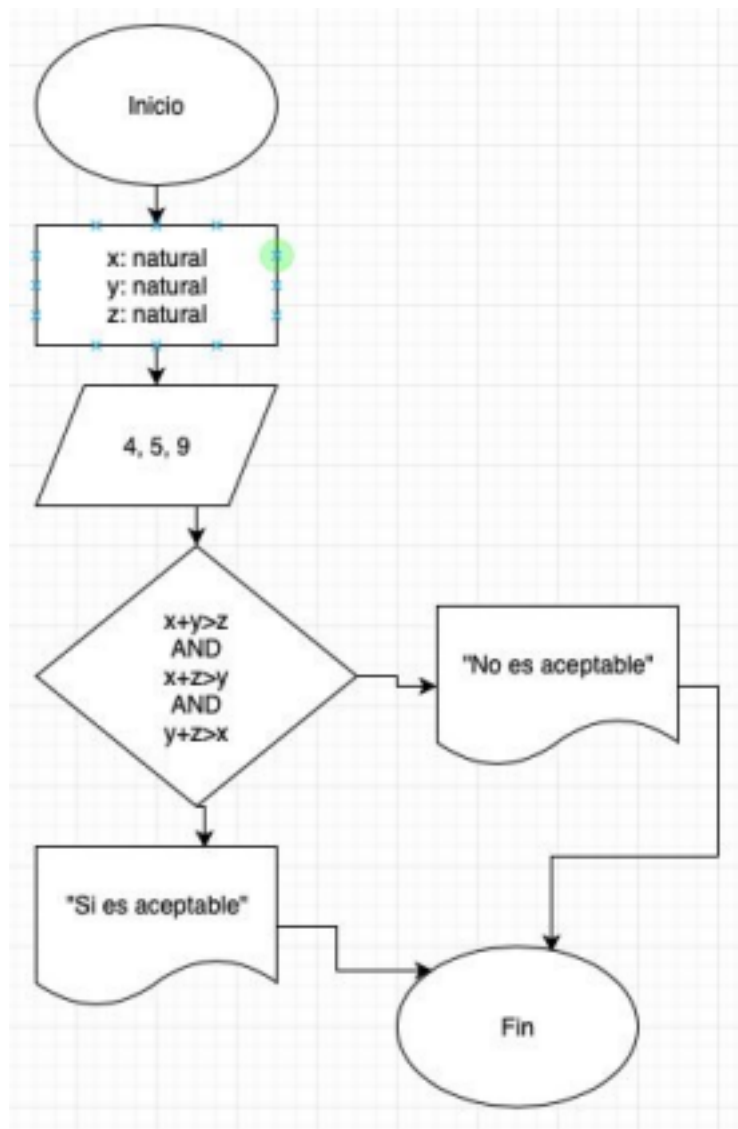 Inicio
x: natural
y: natural
z: natural
4, 5, 9
x+y>z
AND
x+z>y
AND
y+z>x
"No es aceptable"
"Si es aceptable"
Fin